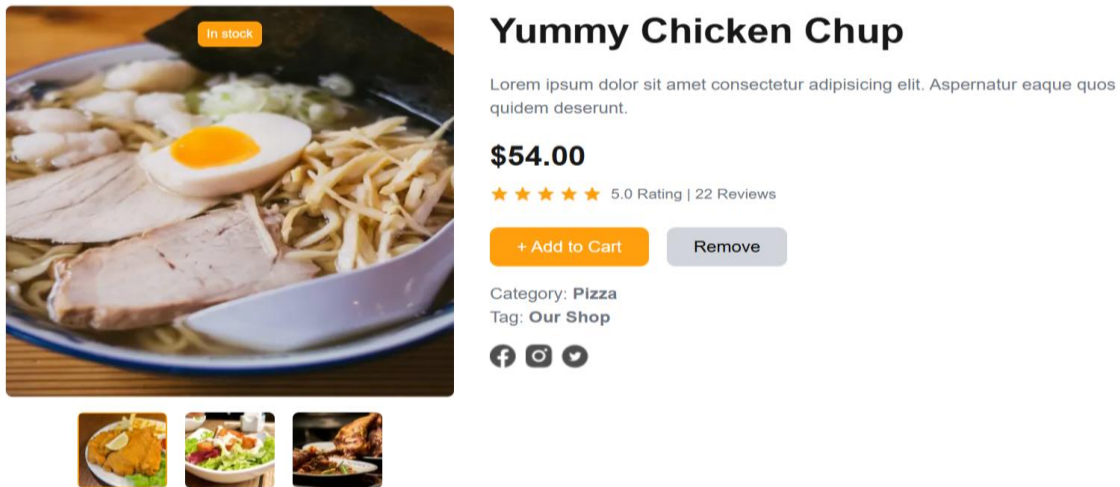 In stock
Yummy Chicken Chup
Lorem ipsum dolor sit amet consectetur adipisicing elit. Aspernatur eaque quos
quidem deserunt.
$54.00
5.0 Rating | 22 Reviews
+ Add to Cart
Remove
Category: Pizza
Tag: Our Shop